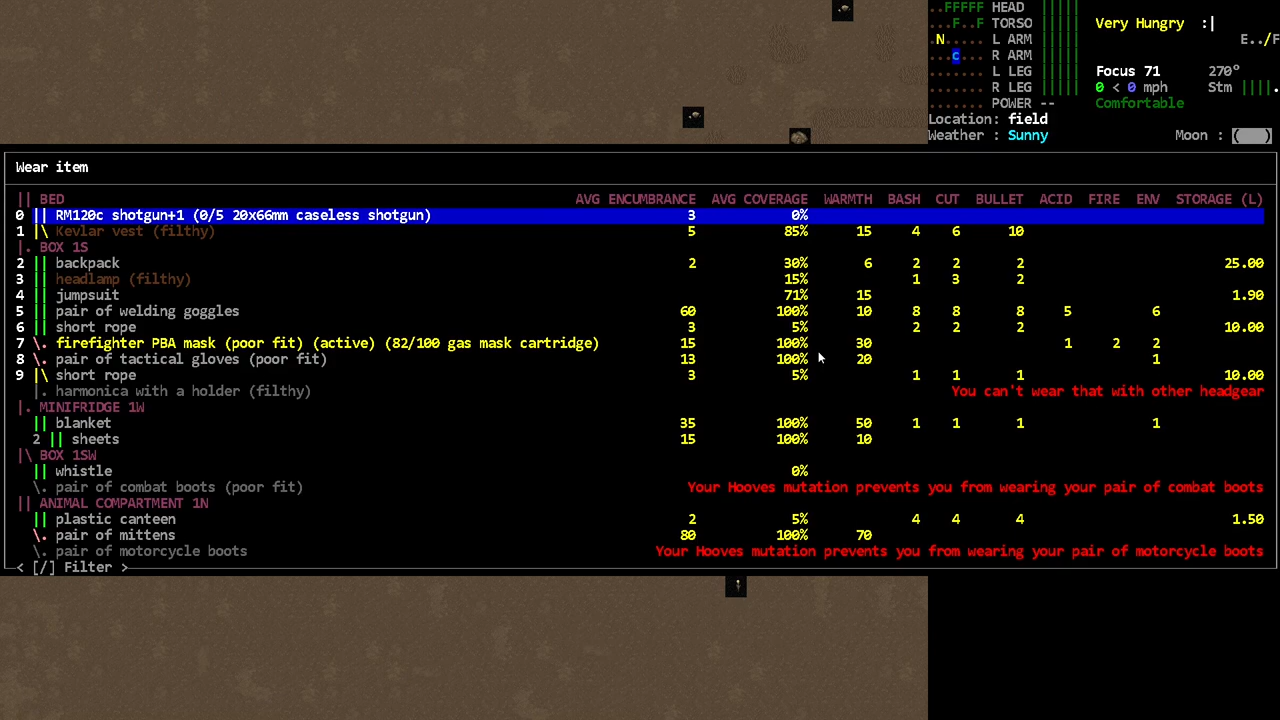 ..FFFFF HEAD |||||
...F..F TORSO ||||| Very Hungry :|
.N..... L ARM ||||| E../F
...c... R ARM |||||
....... L LEG ||||| Focus 71 270°
....... R LEG ||||| 0 < 0 mph Stm ||||.
....... POWER -- Comfortable
Location: field
Weather : Sunny Moon : (   )
Wear item
|| BED AVG ENCUMBRANCE AVG COVERAGE WARMTH BASH CUT BULLET ACID FIRE ENV STORAGE (L)
0 || RM120c shotgun+1 (0/5 20x66mm caseless shotgun) 3 0%
1 |\ Kevlar vest (filthy) 5 85% 15 4 6 10
|. BOX 1S
2 || backpack 2 30% 6 2 2 2 25.00
3 || headlamp (filthy) 15% 1 3 2
4 || jumpsuit 71% 15 1.90
5 || pair of welding goggles 60 100% 10 8 8 8 5 6
6 || short rope 3 5% 2 2 2 10.00
7 \. firefighter PBA mask (poor fit) (active) (82/100 gas mask cartridge) 15 100% 30 1 2 2
8 \. pair of tactical gloves (poor fit) 13 100% 20 1
9 |\ short rope 3 5% 1 1 1 10.00
|. harmonica with a holder (filthy) You can't wear that with other headgear
|. MINIFRIDGE 1W
|| blanket 35 100% 50 1 1 1 1
2 || sheets 15 100% 10
|\ BOX 1SW
|| whistle 0%
\. pair of combat boots (poor fit) Your Hooves mutation prevents you from wearing your pair of combat boots
|| ANIMAL COMPARTMENT 1N
|| plastic canteen 2 5% 4 4 4 1.50
\. pair of mittens 80 100% 70
\. pair of motorcycle boots Your Hooves mutation prevents you from wearing your pair of motorcycle boots
< [/] Filter >